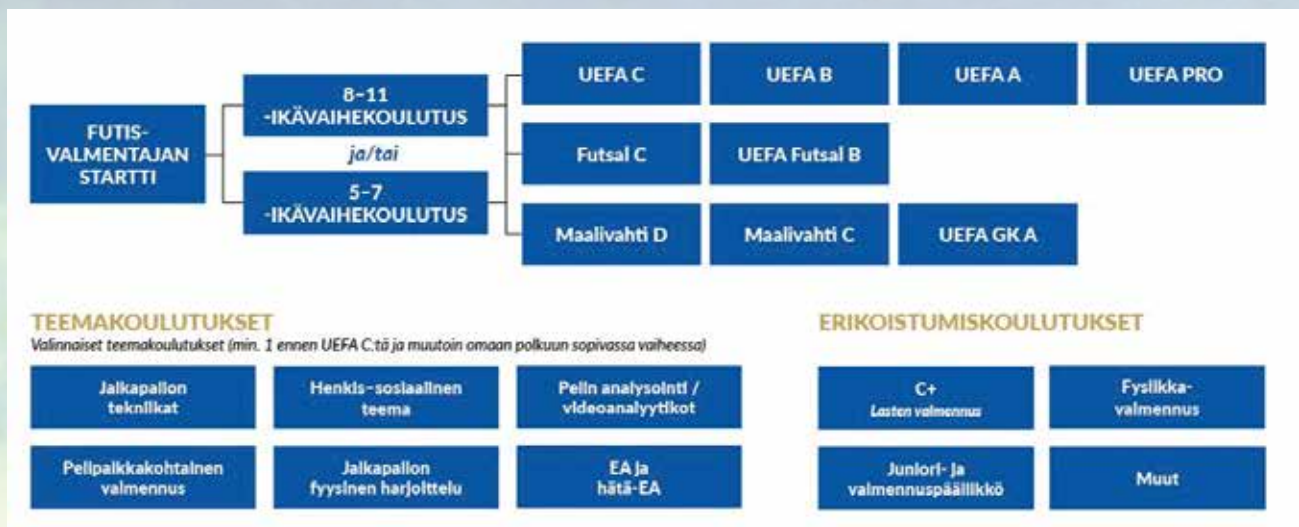 FUTIS-
VALMENTAJAN
STARTTI
8–11
-IKÄVAIHEKOULUTUS
ja/tai
5–7
-IKÄVAIHEKOULUTUS
UEFA C
UEFA B
UEFA A
UEFA PRO
Futsal C
UEFA Futsal B
Maalivahti D
Maalivahti C
UEFA GK A
TEEMAKOULUTUKSET
Valinnaiset teemakoulutukset (min. 1 ennen UEFA C:tä ja muutoin omaan polkuun sopivassa vaiheessa)
Jalkapallon
tekniikat
Henkis–sosiaalinen
teema
Pelin analysointi /
videoanalyytikot
Pelipaikkakohtainen
valmennus
Jalkapallon
fyysinen harjoittelu
EA ja
hätä-EA
ERIKOISTUMISKOULUTUKSET
C+
Lasten valmennus
Fysiikka-
valmennus
Juniori- ja
valmennuspäällikkö
Muut